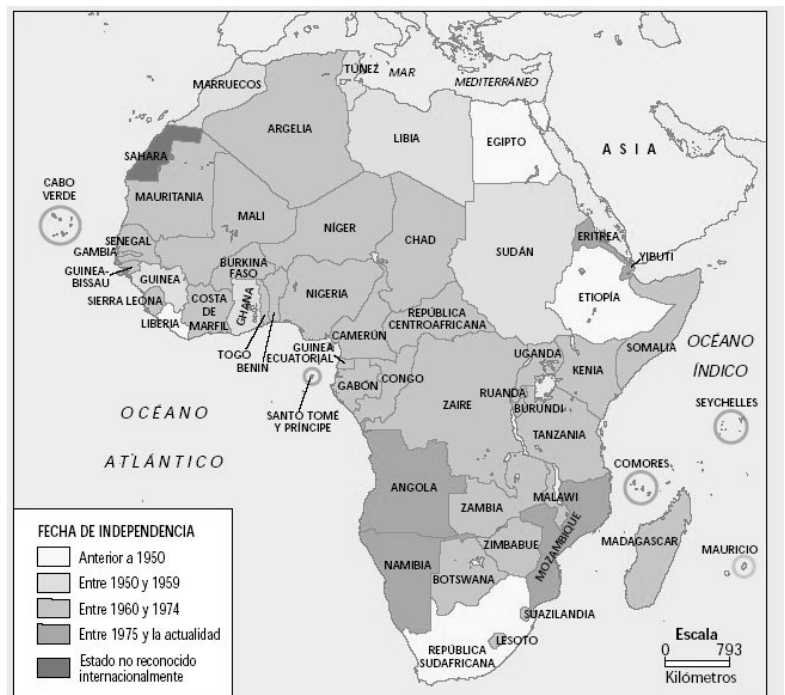 MARRUECOS
TÚNEZ
MAR
MEDITERRÁNEO
ARGELIA
LIBIA
EGIPTO
ASIA
SAHARA
CABO
VERDE
MAURITANIA
MALI
NÍGER
CHAD
SUDÁN
ERITREA
YIBUTI
SENEGAL
GAMBIA
GUINEA-
BISSAU
GUINEA
SIERRA LEONA
LIBERIA
COSTA
DE
MARFIL
BURKINA
FASO
GHANA
TOGO
BENIN
NIGERIA
CAMERÚN
REPÚBLICA
CENTROAFRICANA
ETIOPÍA
SOMALIA
OCÉANO
ÍNDICO
GUINEA
ECUATORIAL
SANTO TOMÉ
Y PRÍNCIPE
GABÓN
CONGO
ZAIRE
UGANDA
RUANDA
BURUNDI
KENIA
TANZANIA
SEYCHELLES
COMORES
OCÉANO
ATLÁNTICO
ANGOLA
ZAMBIA
MALAWI
MOZAMBIQUE
ZIMBABUE
MADAGASCAR
MAURICIO
NAMIBIA
BOTSWANA
SUAZILANDIA
LESOTO
REPÚBLICA
SUDAFRICANA
FECHA DE INDEPENDENCIA
Anterior a 1950
Entre 1950 y 1959
Entre 1960 y 1974
Entre 1975 y la actualidad
Estado no reconocido
internacionalmente
Escala
0 793
Kilómetros